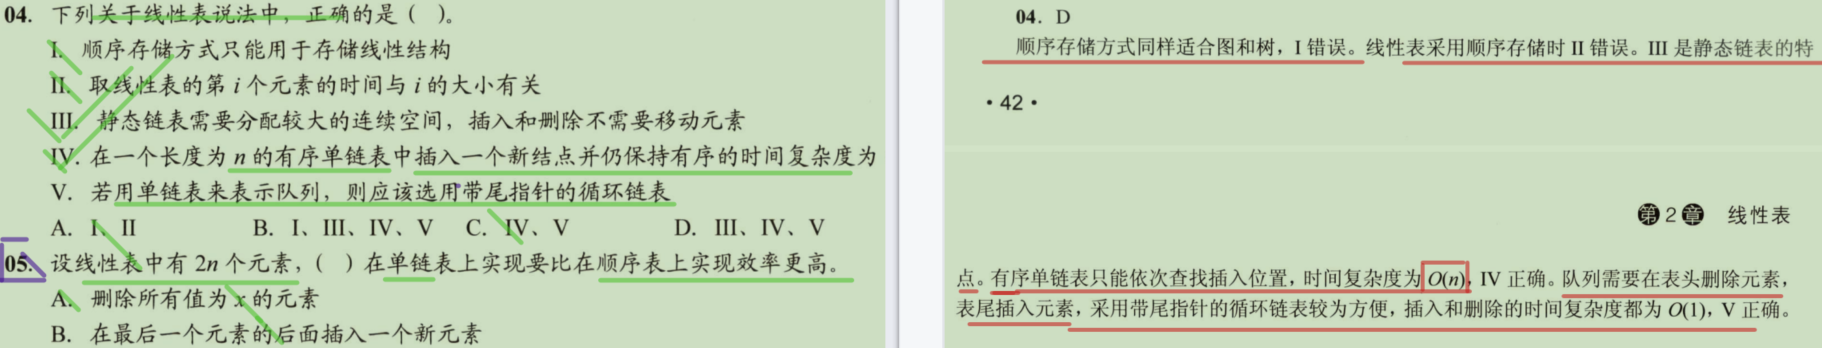 04. 下列关于线性表说法中，正确的是（ ）。
I. 顺序存储方式只能用于存储线性结构
II. 取线性表的第 i 个元素的时间与 i 的大小有关
III. 静态链表需要分配较大的连续空间，插入和删除不需要移动元素
IV. 在一个长度为 n 的有序单链表中插入一个新结点并仍保持有序的时间复杂度为
V. 若用单链表来表示队列，则应该选用带尾指针的循环链表
A. I、II B. I、III、IV、V C. IV、V D. III、IV、V
05. 设线性表中有 2n 个元素，（ ）在单链表上实现要比在顺序表上实现效率更高。
A. 删除所有值为 x 的元素
B. 在最后一个元素的后面插入一个新元素
04. D
顺序存储方式同样适合图和树，I 错误。线性表采用顺序存储时 II 错误。III 是静态链表的特
·42·
第2章 线性表
点。有序单链表只能依次查找插入位置，时间复杂度为 O(n)，IV 正确。队列需要在表头删除元素，
表尾插入元素，采用带尾指针的循环链表较为方便，插入和删除的时间复杂度都为 O(1)，V 正确。